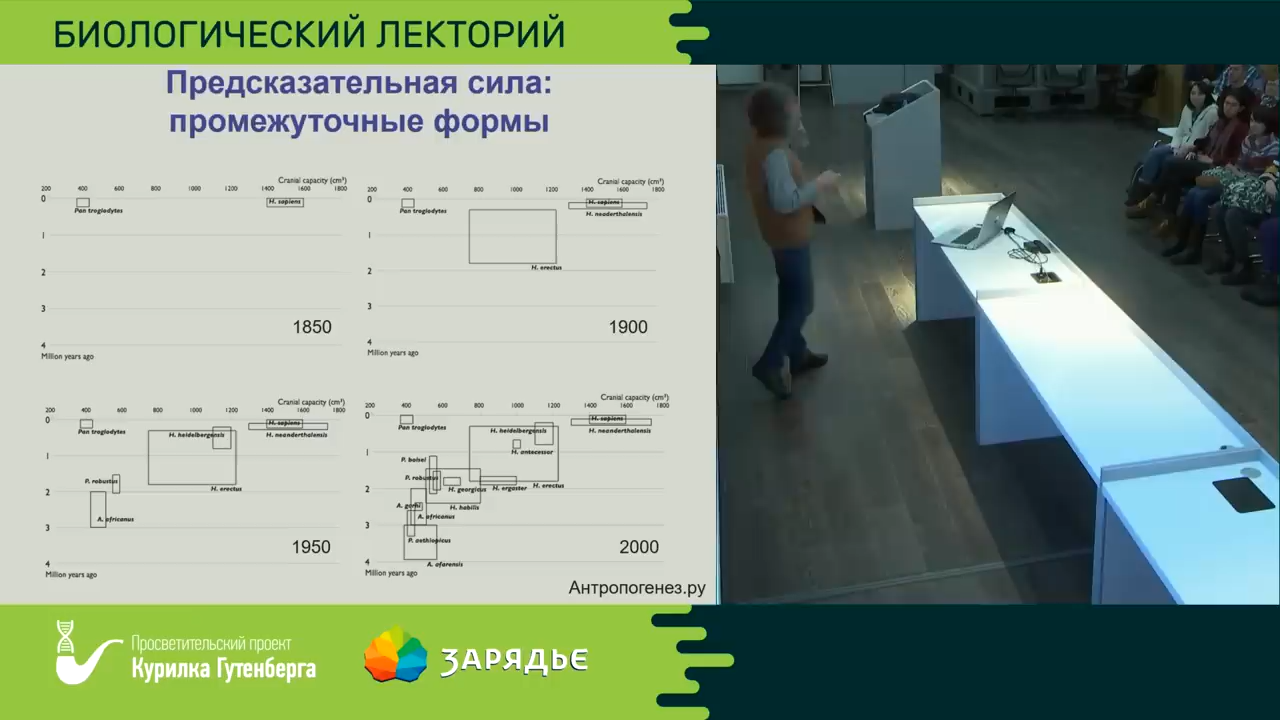 БИОЛОГИЧЕСКИЙ ЛЕКТОРИЙ
Предсказательная сила:
промежуточные формы
Cranial capacity (cm³)
200 400 600 800 1000 1200 1400 1600 1800
0
Pan troglodytes
H. sapiens
1
2
3
1850
4
Million years ago
Cranial capacity (cm³)
200 400 600 800 1000 1200 1400 1600 1800
0
Pan troglodytes
H. sapiens
H. neaderthalensis
1
2
H. erectus
3
1900
4
Million years ago
Cranial capacity (cm³)
200 400 600 800 1000 1200 1400 1600 1800
0
Pan troglodytes
H. sapiens
H. heidelbergensis
H. neanderthalensis
1
P. robustus
H. erectus
2
A. africanus
3
1950
4
Million years ago
Cranial capacity (cm³)
200 400 600 800 1000 1200 1400 1600 1800
0
Pan troglodytes
H. sapiens
H. heidelbergensis
H. neanderthalensis
1
H. antecessor
P. boisei
P. robustus
2
H. georgicus
H. ergaster
H. erectus
A. garhi
H. habilis
A. africanus
3
P. aethiopicus
2000
4
A. afarensis
Million years ago
Антропогенез.ру
Просветительский проект
Курилка Гутенберга
ЗАРЯДЬЕ